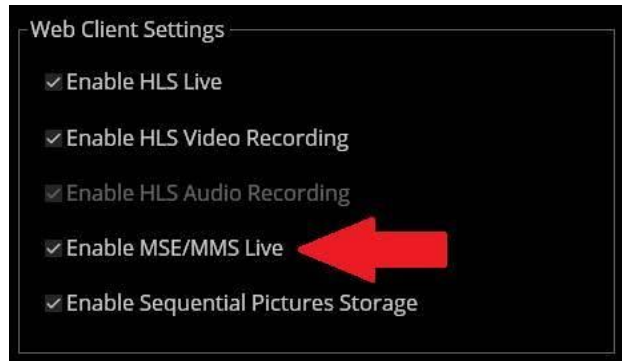 Web Client Settings
Enable HLS Live
Enable HLS Video Recording
Enable HLS Audio Recording
Enable MSE/MMS Live
Enable Sequential Pictures Storage